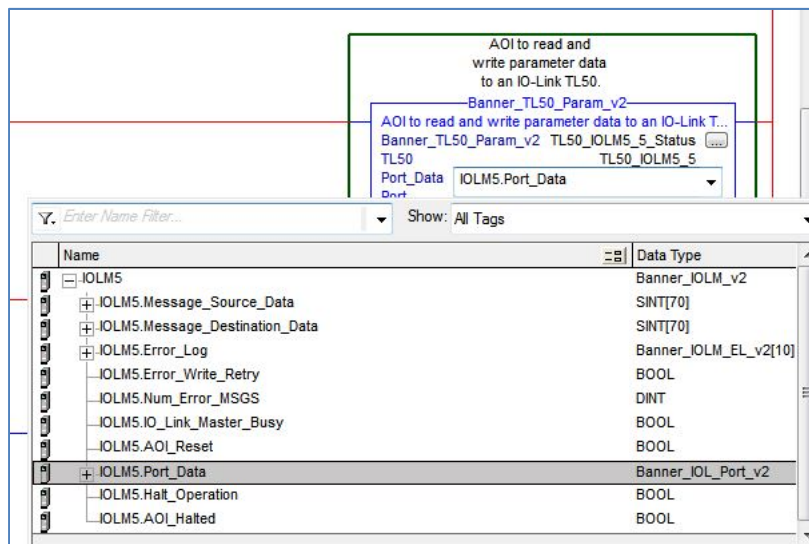 AOI to read and
write parameter data
to an IO-Link TL50.
Banner_TL50_Param_v2
AOI to read and write parameter data to an IO-Link T...
Banner_TL50_Param_v2 TL50_IOLM5_5_Status ...
TL50 TL50_IOLM5_5
Port_Data IOLM5.Port_Data
Port
Enter Name Filter... Show: All Tags
Name Data Type
IOLM5 Banner_IOLM_v2
IOLM5.Message_Source_Data SINT[70]
IOLM5.Message_Destination_Data SINT[70]
IOLM5.Error_Log Banner_IOLM_EL_v2[10]
IOLM5.Error_Write_Retry BOOL
IOLM5.Num_Error_MSGS DINT
IOLM5.IO_Link_Master_Busy BOOL
IOLM5.AOI_Reset BOOL
IOLM5.Port_Data Banner_IOL_Port_v2
IOLM5.Halt_Operation BOOL
IOLM5.AOI_Halted BOOL